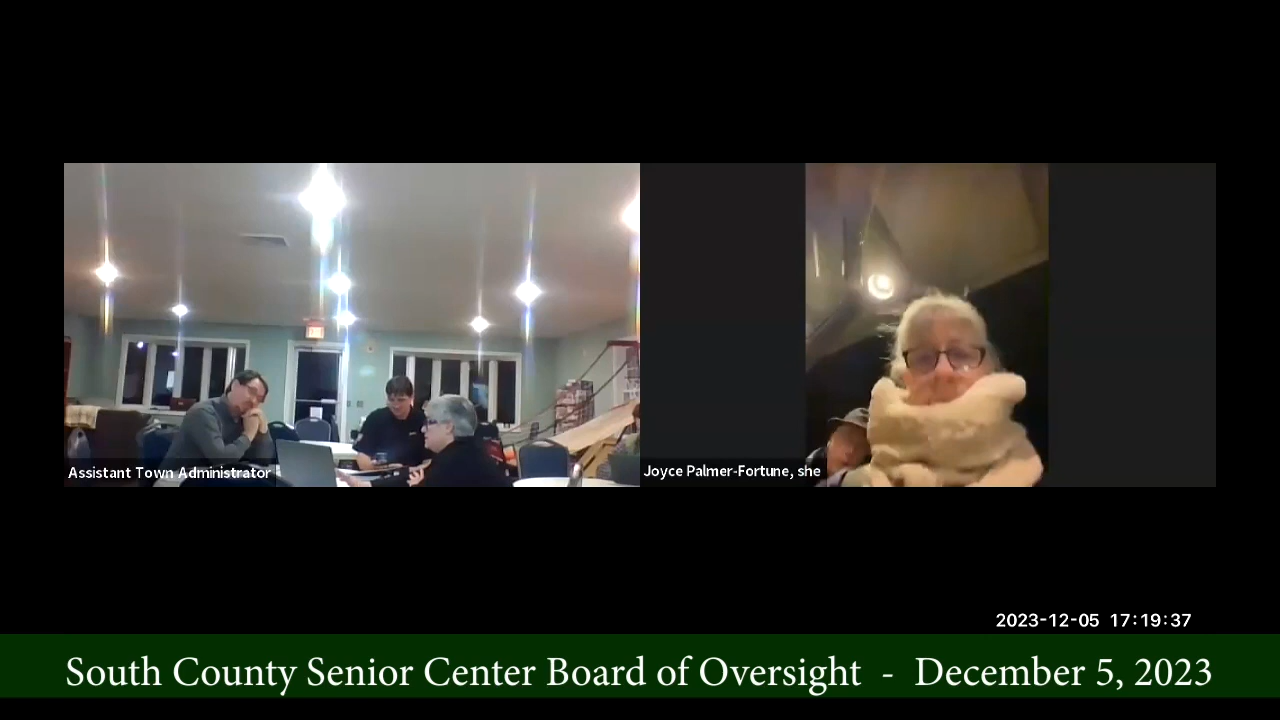 Assistant Town Administrator
Joyce Palmer-Fortune, she
2023-12-05 17:19:37
South County Senior Center Board of Oversight - December 5, 2023